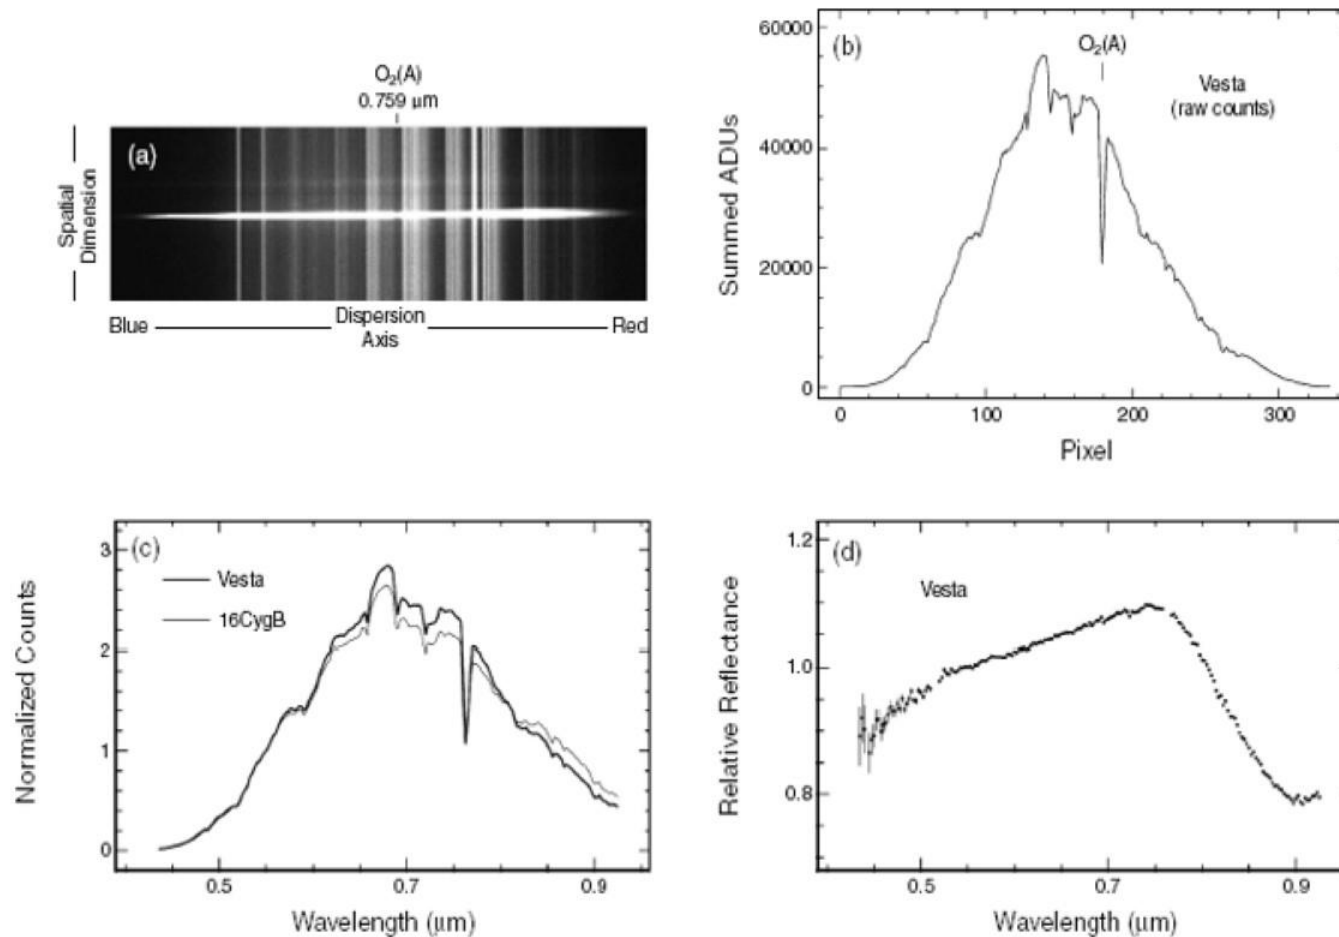 O₂(A)
0.759 μm
(a)
Spatial
Dimension
Blue
Dispersion
Axis
Red
(b)
O₂(A)
Vesta
(raw counts)
60000
40000
20000
0
Summed ADUs
0
100
200
300
Pixel
(c)
Vesta
16CygB
3
2
1
0
Normalized Counts
0.5
0.7
0.9
Wavelength (μm)
(d)
Vesta
1.2
1.0
0.8
Relative Reflectance
0.5
0.7
0.9
Wavelength (μm)